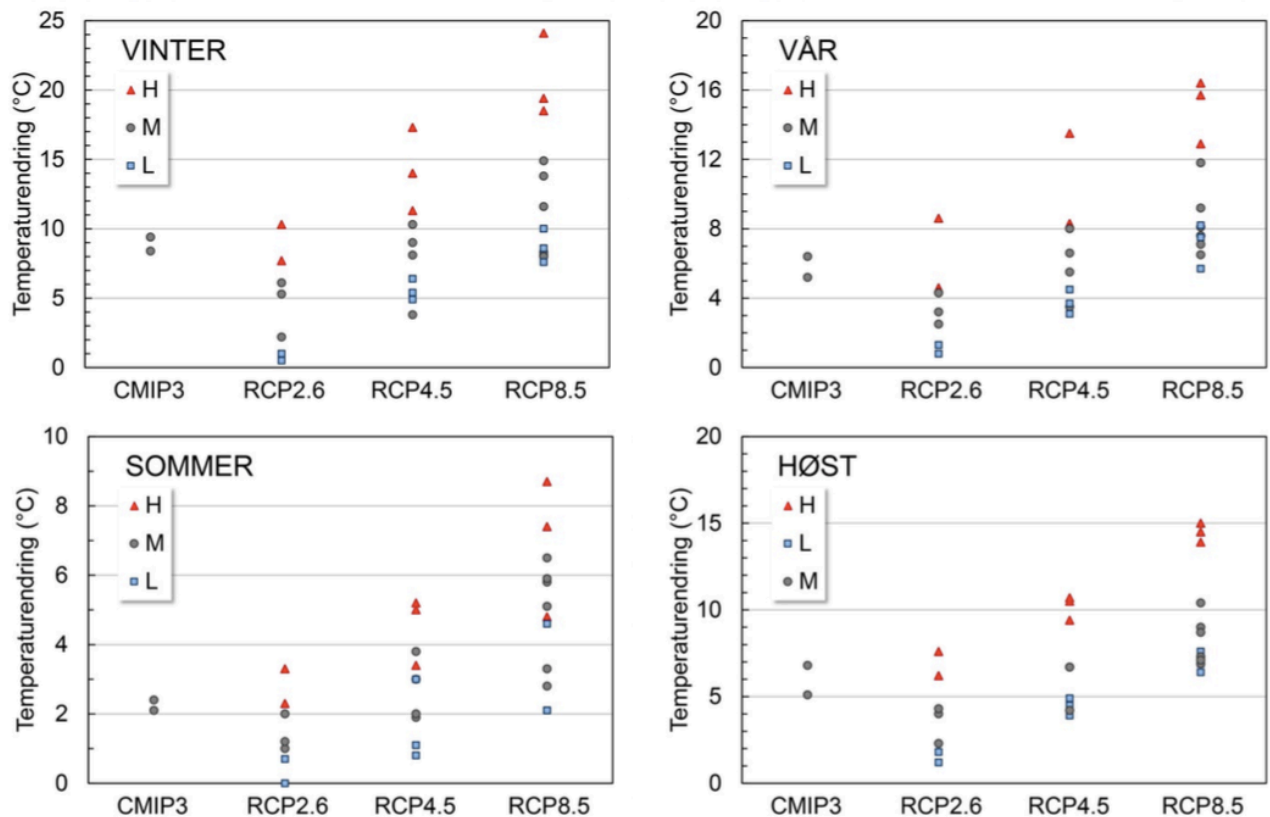 VINTER
Temperaturendring (°C)
25
20
15
10
5
0
H
M
L
CMIP3 RCP2.6 RCP4.5 RCP8.5
VÅR
Temperaturendring (°C)
20
16
12
8
4
0
H
M
L
CMIP3 RCP2.6 RCP4.5 RCP8.5
SOMMER
Temperaturendring (°C)
10
8
6
4
2
0
H
M
L
CMIP3 RCP2.6 RCP4.5 RCP8.5
HØST
Temperaturendring (°C)
20
15
10
5
0
H
L
M
CMIP3 RCP2.6 RCP4.5 RCP8.5